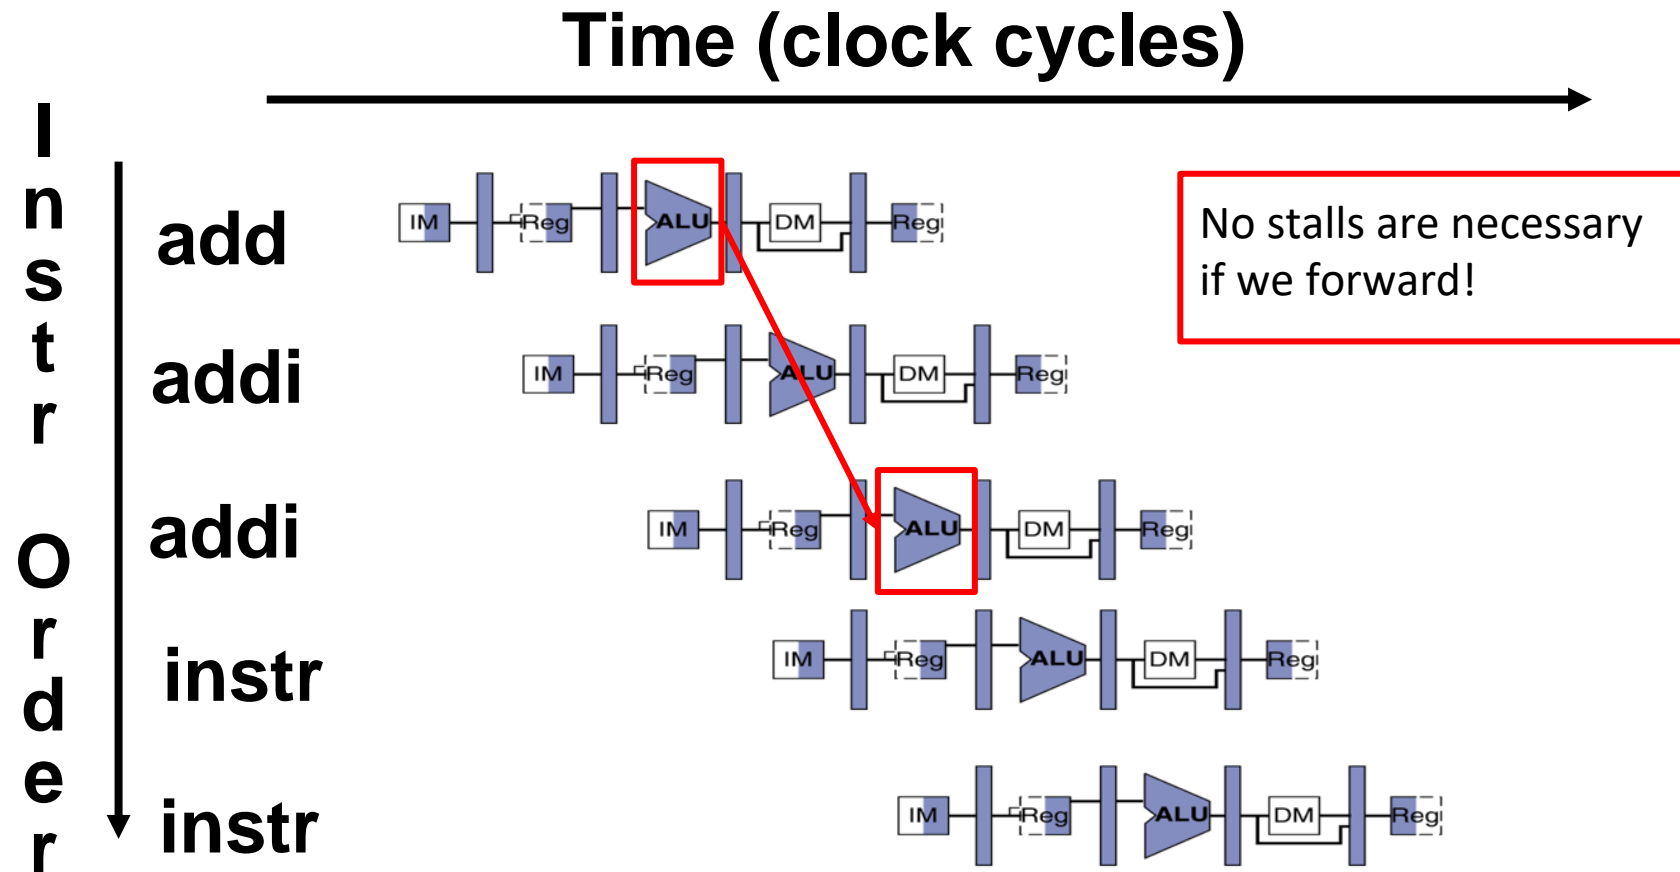 Time (clock cycles)
Instr Order
No stalls are necessary
if we forward!
add
IM Reg ALU DM Reg
addi
IM Reg ALU DM Reg
addi
IM Reg ALU DM Reg
instr
IM Reg ALU DM Reg
instr
IM Reg ALU DM Reg